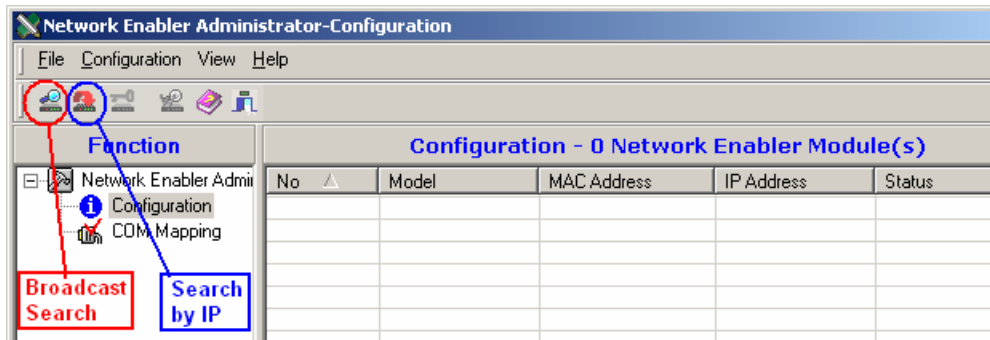 Network Enabler Administrator-Configuration
File Configuration View Help
Function
Configuration - 0 Network Enabler Module(s)
Network Enabler Admi
No Model MAC Address IP Address Status
Configuration
COM Mapping
Broadcast
Search
Search
by IP